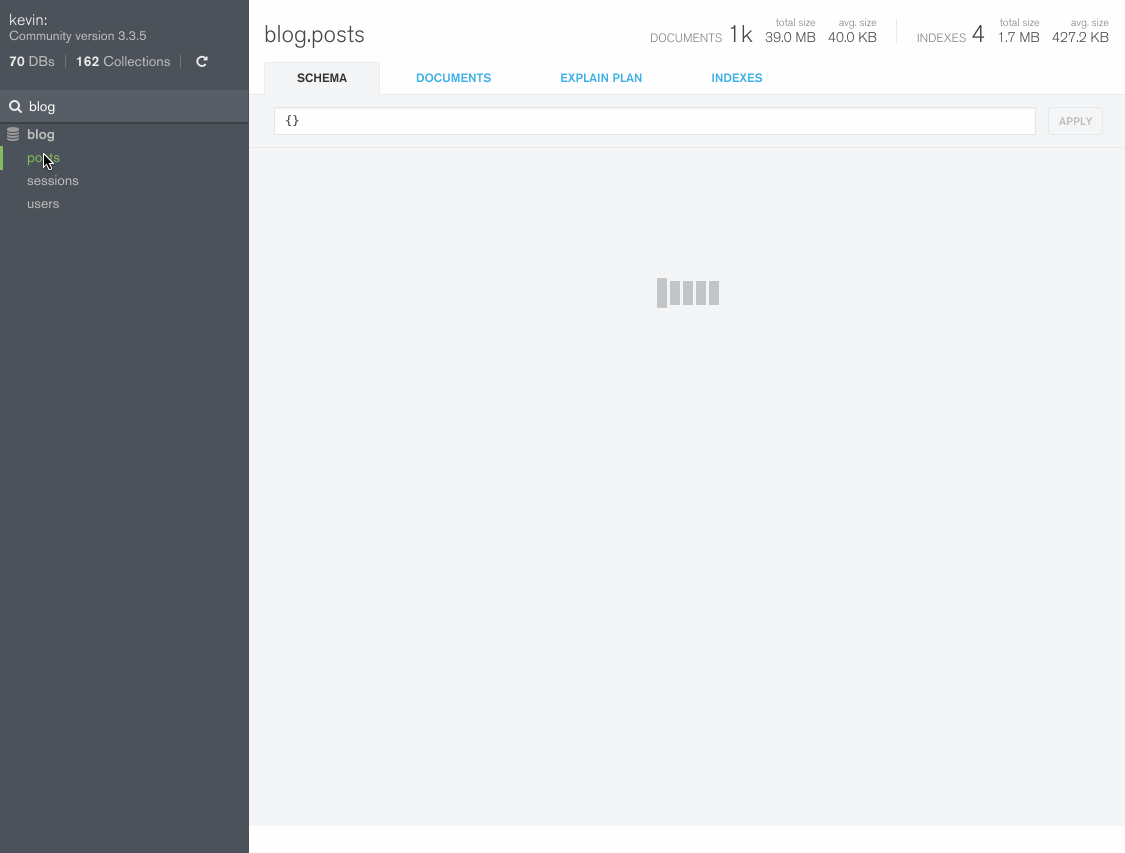 kevin:
Community version 3.3.5
70 DBs 162 Collections
blog
blog
posts
sessions
users
blog.posts
DOCUMENTS 1k total size 39.0 MB avg. size 40.0 KB
INDEXES 4 total size 1.7 MB avg. size 427.2 KB
SCHEMA DOCUMENTS EXPLAIN PLAN INDEXES
{} APPLY